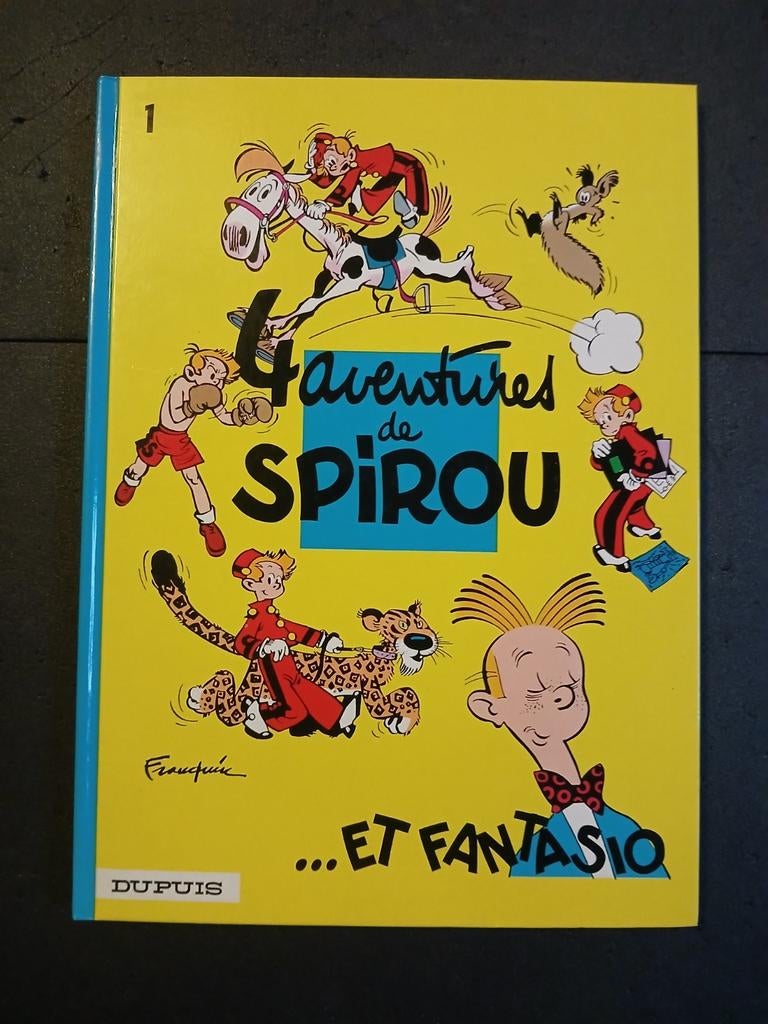 1
4 aventures
de
SPiROU
Franquin
...ET FANTASIO
DUPUIS